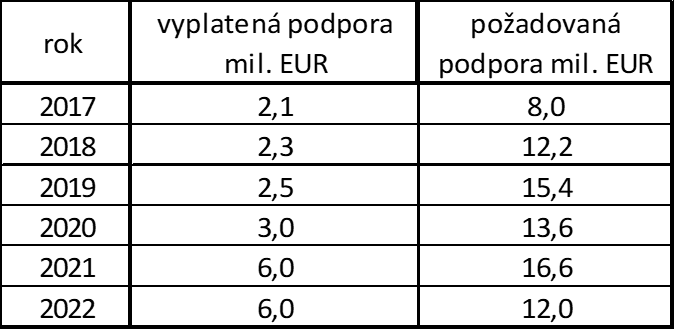 rok vyplatená podpora požadovaná
mil. EUR podpora mil. EUR
2017 2,1 8,0
2018 2,3 12,2
2019 2,5 15,4
2020 3,0 13,6
2021 6,0 16,6
2022 6,0 12,0